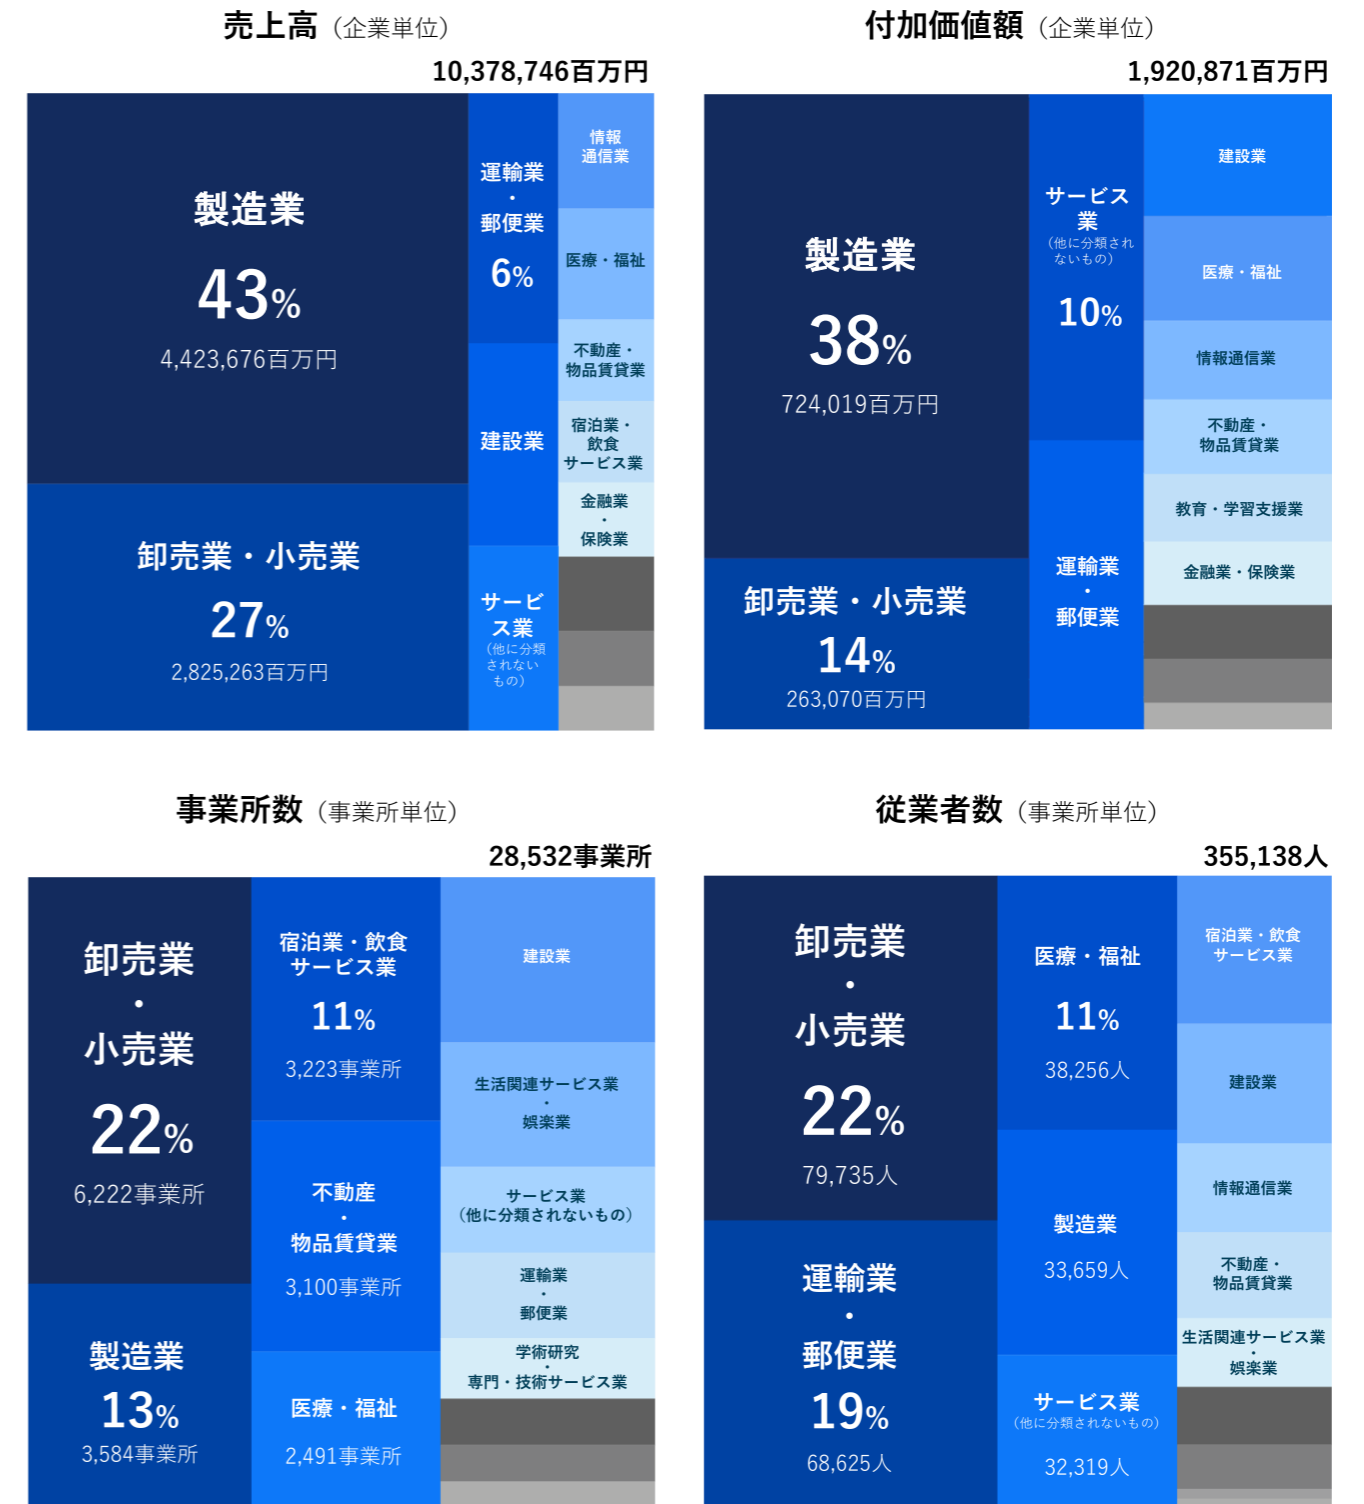 売上高（企業単位）
10,378,746百万円
製造業
43%
4,423,676百万円
卸売業・小売業
27%
2,825,263百万円
運輸業
・
郵便業
6%
建設業
サービ
ス業
（他に分類
されない
もの）
情報
通信業
医療・福祉
不動産・
物品賃貸業
宿泊業・
飲食
サービス業
金融業
・
保険業
付加価値額（企業単位）
1,920,871百万円
製造業
38%
724,019百万円
卸売業・小売業
14%
263,070百万円
サービス
業
（他に分類され
ないもの）
10%
運輸業
・
郵便業
建設業
医療・福祉
情報通信業
不動産・
物品賃貸業
教育・学習支援業
金融業・保険業
事業所数（事業所単位）
28,532事業所
卸売業
・
小売業
22%
6,222事業所
製造業
13%
3,584事業所
宿泊業・飲食
サービス業
11%
3,223事業所
不動産
・
物品賃貸業
3,100事業所
医療・福祉
2,491事業所
建設業
生活関連サービス業
・
娯楽業
サービス業
（他に分類されないもの）
運輸業
・
郵便業
学術研究
・
専門・技術サービス業
従業者数（事業所単位）
355,138人
卸売業
・
小売業
22%
79,735人
運輸業
・
郵便業
19%
68,625人
医療・福祉
11%
38,256人
製造業
33,659人
サービス業
（他に分類されないもの）
32,319人
宿泊業・飲食
サービス業
建設業
情報通信業
不動産・
物品賃貸業
生活関連サービス業
・
娯楽業